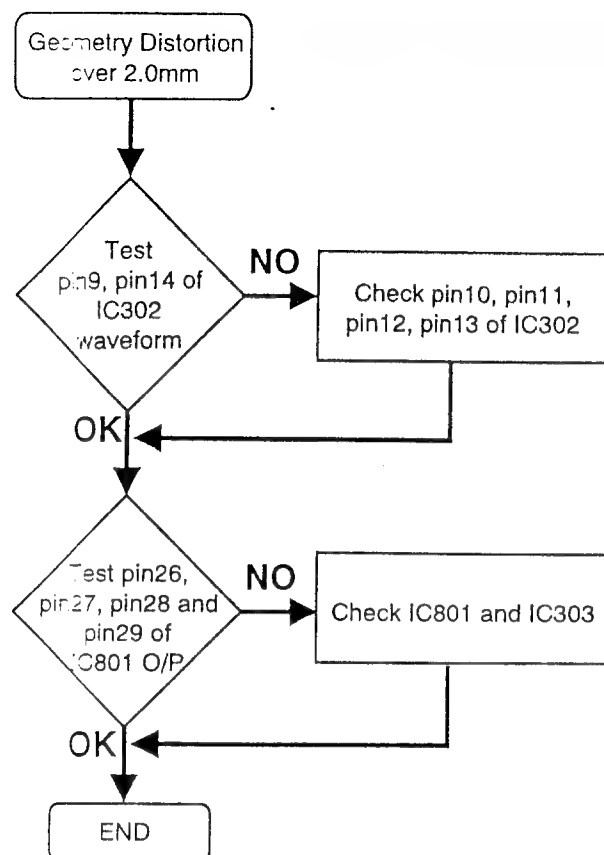 Geometry Distortion
over 2.0mm
Test
pin9, pin14 of
IC302
waveform
NO
Check pin10, pin11,
pin12, pin13 of IC302
OK
Test pin26,
pin27, pin28 and
pin29 of
IC801 O/P
NO
Check IC801 and IC303
OK
END